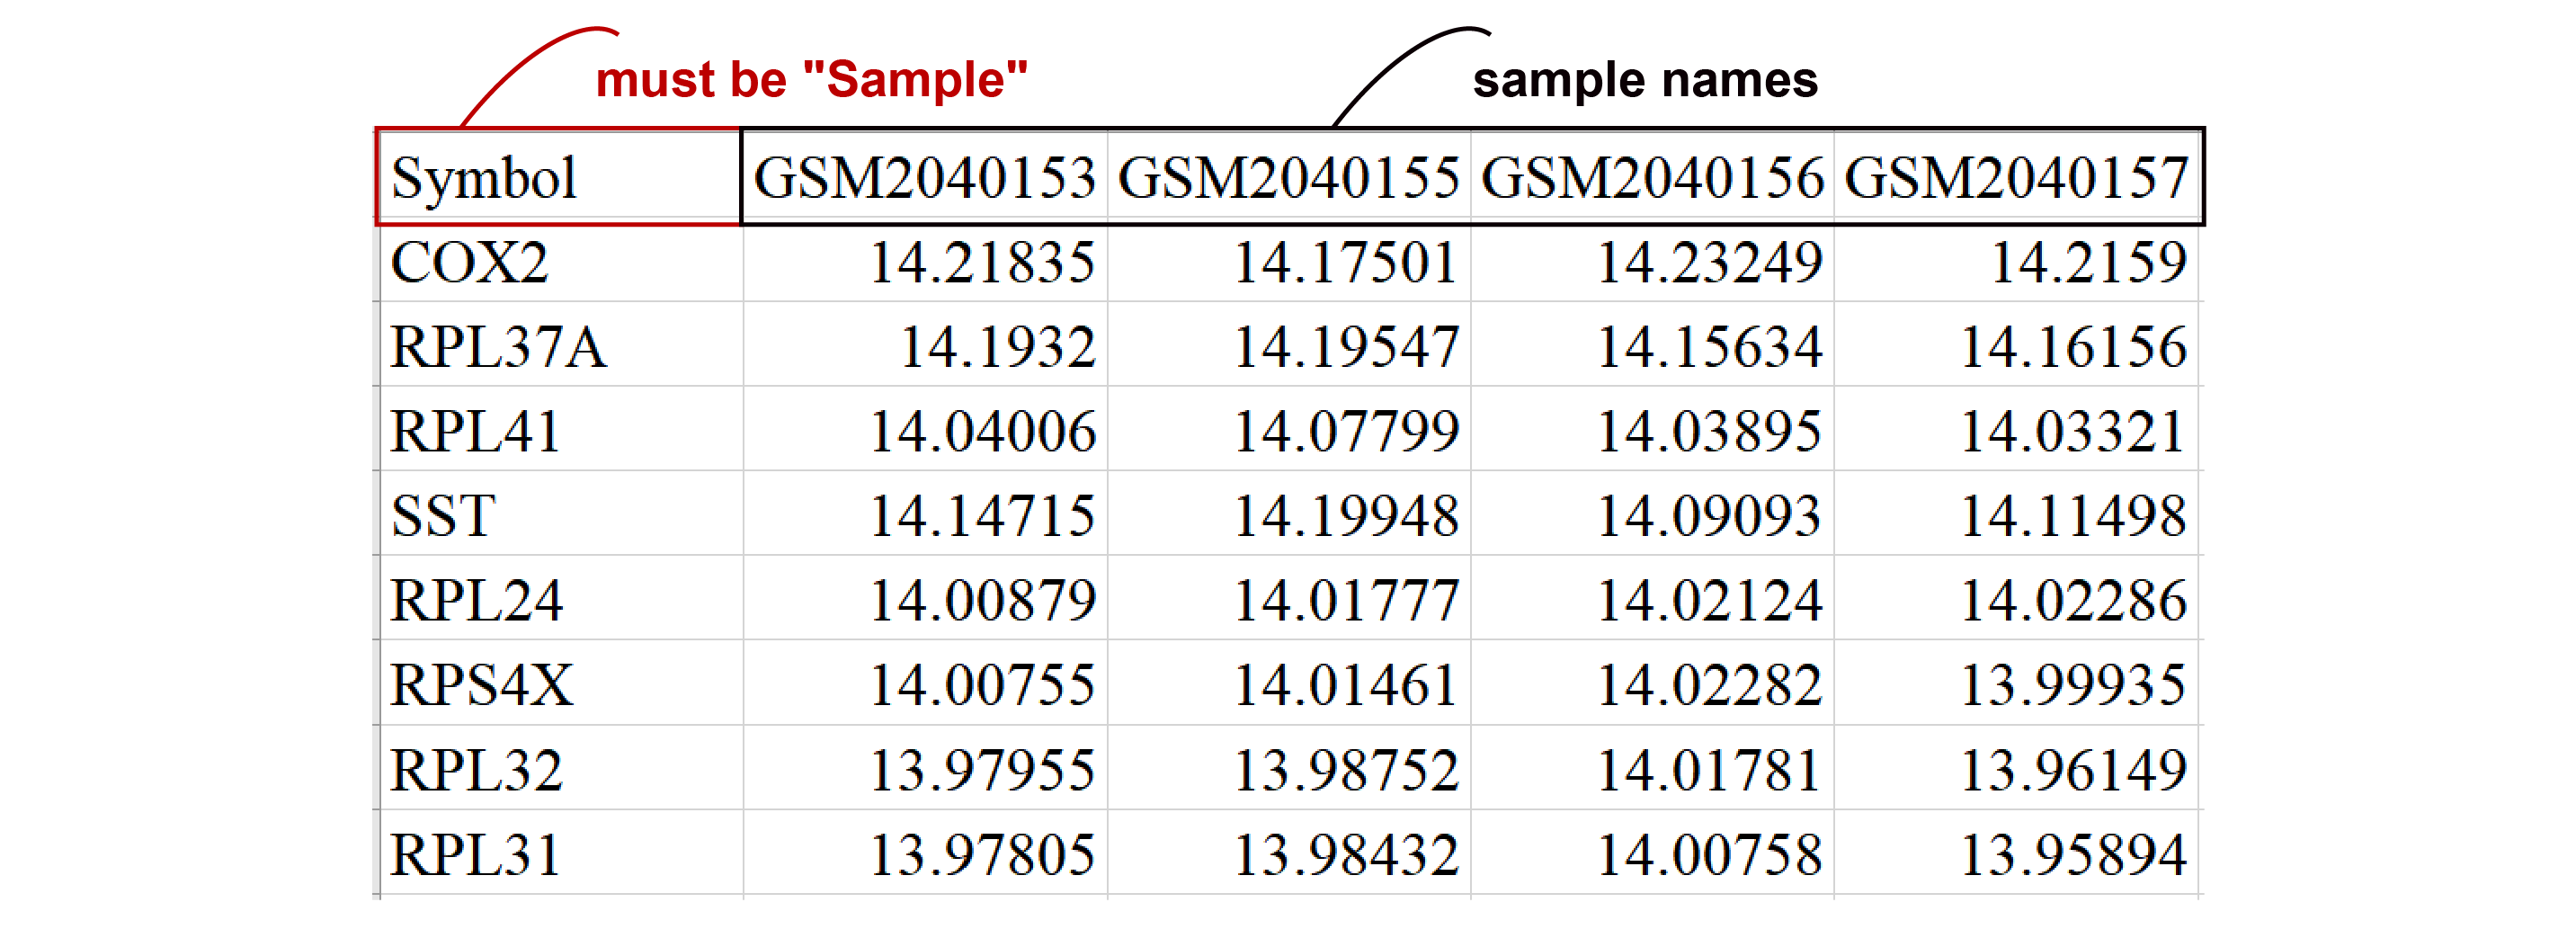 must be "Sample" sample names
Symbol GSM2040153 GSM2040155 GSM2040156 GSM2040157
COX2 14.21835 14.17501 14.23249 14.2159
RPL37A 14.1932 14.19547 14.15634 14.16156
RPL41 14.04006 14.07799 14.03895 14.03321
SST 14.14715 14.19948 14.09093 14.11498
RPL24 14.00879 14.01777 14.02124 14.02286
RPS4X 14.00755 14.01461 14.02282 13.99935
RPL32 13.97955 13.98752 14.01781 13.96149
RPL31 13.97805 13.98432 14.00758 13.95894